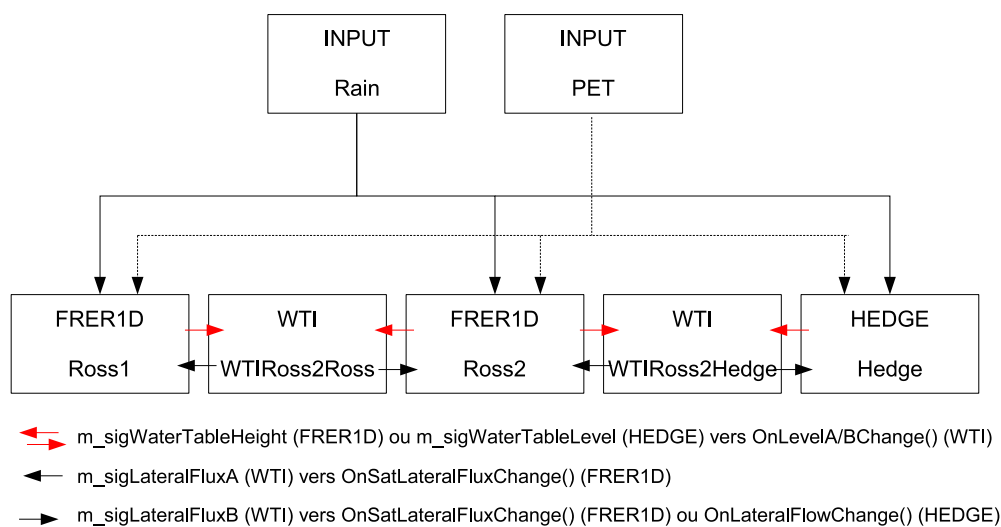 INPUT
Rain
INPUT
PET
FRER1D
Ross1
WTI
WTIRoss2Ross
FRER1D
Ross2
WTI
WTIRoss2Hedge
HEDGE
Hedge
m_sigWaterTableHeight (FRER1D) ou m_sigWaterTableLevel (HEDGE) vers OnLevelA/BChange() (WTI)
m_sigLateralFluxA (WTI) vers OnSatLateralFluxChange() (FRER1D)
m_sigLateralFluxB (WTI) vers OnSatLateralFluxChange() (FRER1D) ou OnLateralFlowChange() (HEDGE)